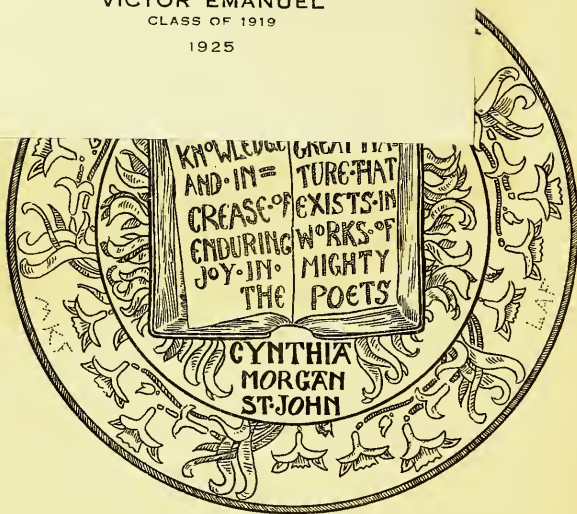 VICTOR EMANUEL
CLASS OF 1919
1925
KNOWLEDGE
AND·IN=
CREASE·OF
ENDURING
JOY·IN·
THE
GREAT NA-
TURE·THAT
EXISTS·IN
WORKS·OF
MIGHTY
POETS
CYNTHIA
MORGAN
ST·JOHN
MKJ